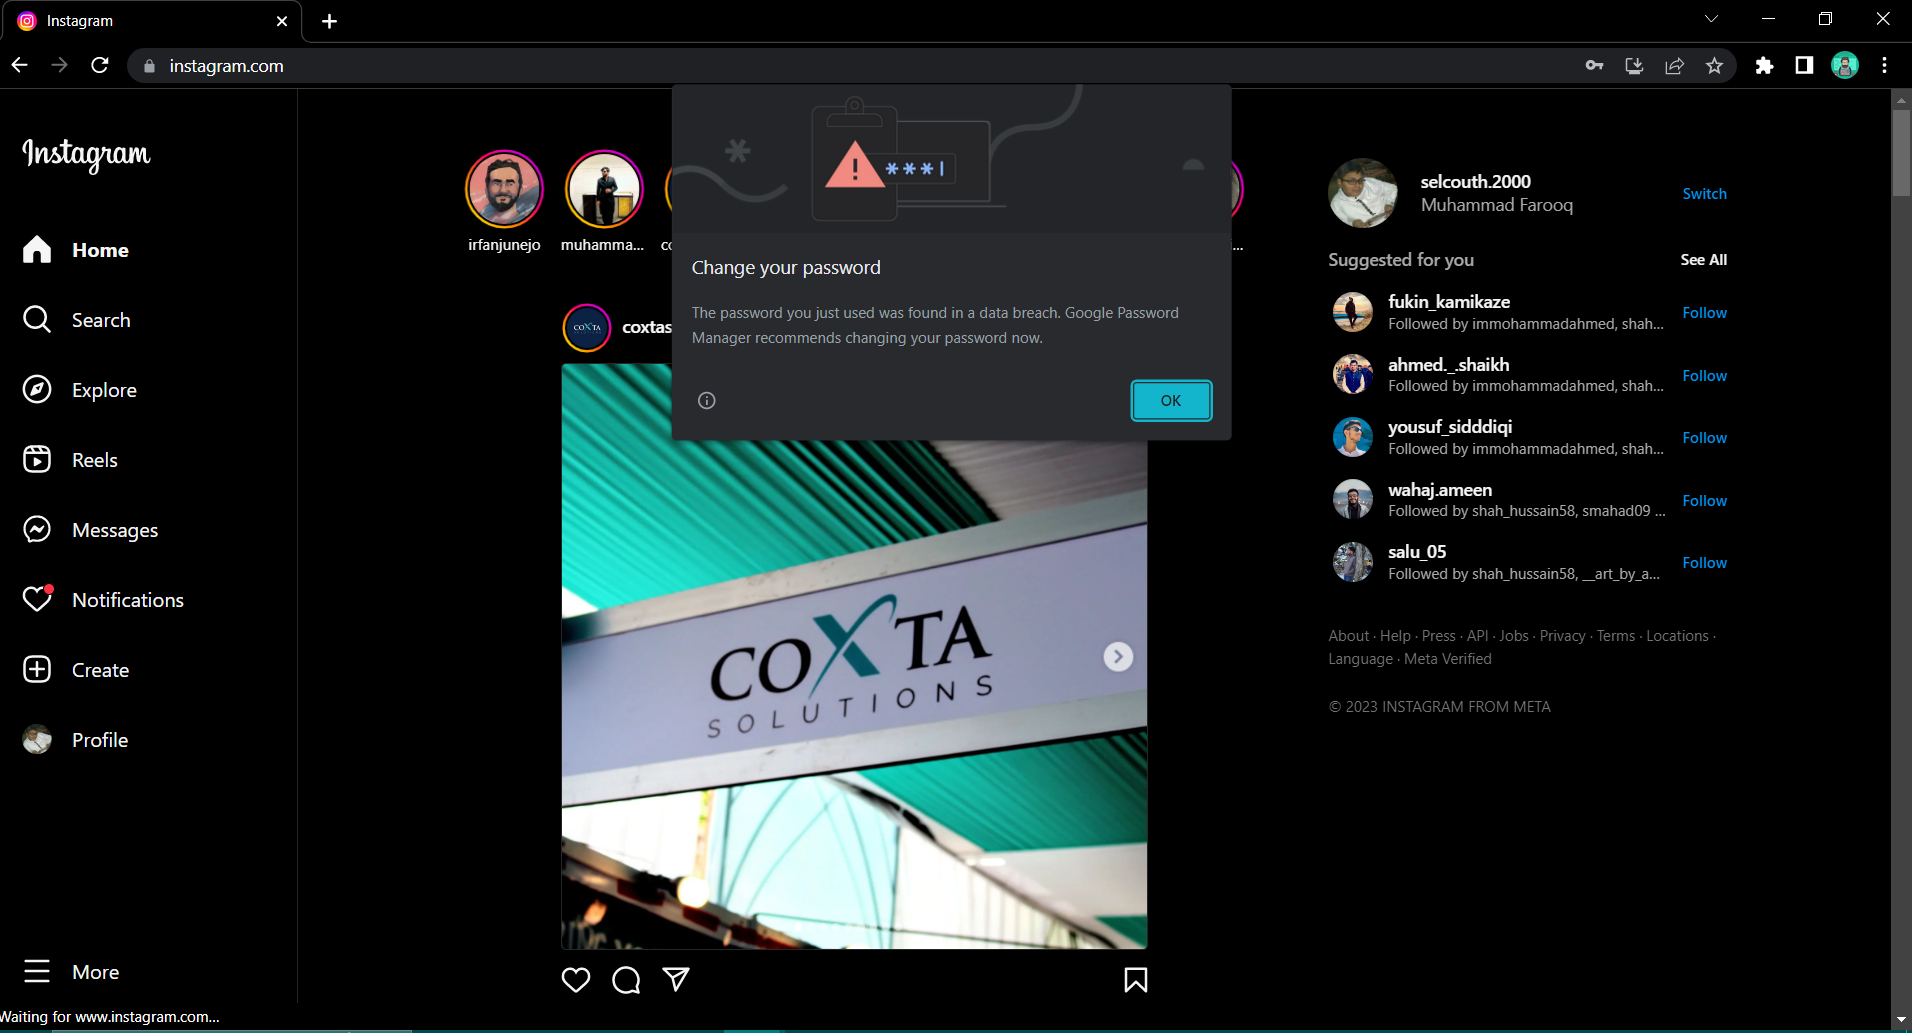 Instagram
instagram.com
Instagram
Home
Search
Explore
Reels
Messages
Notifications
Create
Profile
More
Waiting for www.instagram.com...
irfanjunejo
muhamma...
co
...
coxtas
COXTA
SOLUTIONS
***|
Change your password
The password you just used was found in a data breach. Google Password
Manager recommends changing your password now.
OK
COXTA
SOLUTIONS
selcouth.2000
Muhammad Farooq
Switch
Suggested for you
See All
fukin_kamikaze
Followed by immohammadahmed, shah...
Follow
ahmed._.shaikh
Followed by immohammadahmed, shah...
Follow
yousuf_sidddiqi
Followed by immohammadahmed, shah...
Follow
wahaj.ameen
Followed by shah_hussain58, smahad09 ...
Follow
salu_05
Followed by shah_hussain58, __art_by_a...
Follow
About · Help · Press · API · Jobs · Privacy · Terms · Locations ·
Language · Meta Verified
© 2023 INSTAGRAM FROM META